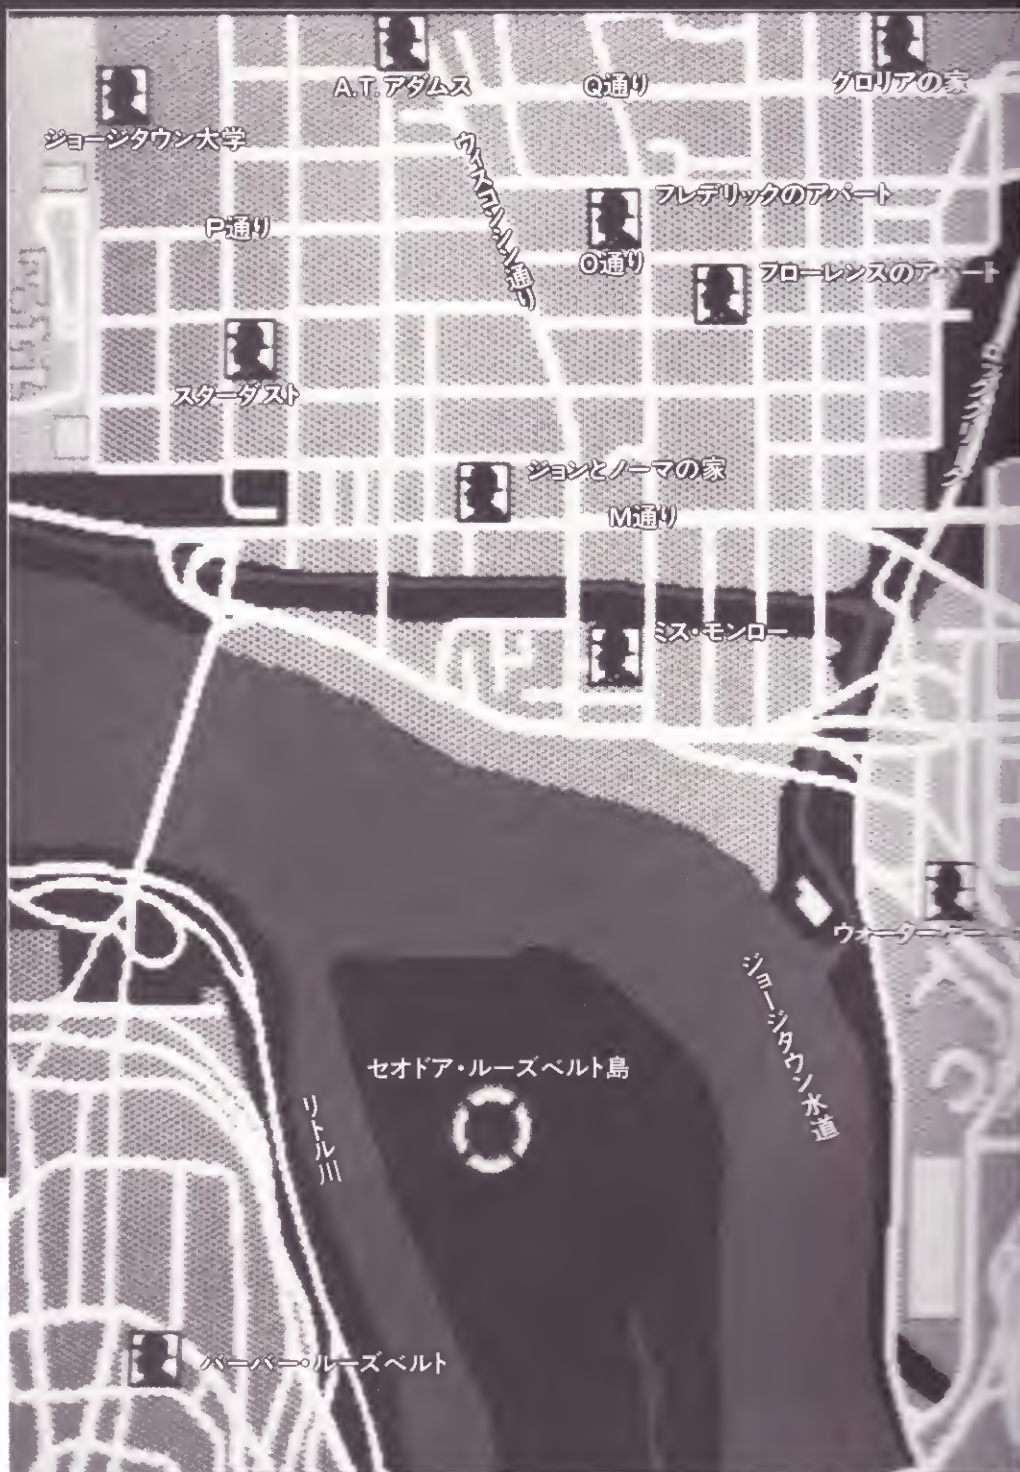 A.T.アダムス
Q通り
グロリアの家
ジョージタウン大学
ウィスコンシン通り
フレデリックのアパート
P通り
O通り
フローレンスのアパート
スターダスト
ロッククリーク
ジョンとノーマの家
M通り
ミス・モンロー
ウォーターゲー
ジョージタウン水道
セオドア・ルーズベルト島
リトル川
バーバー・ルーズベルト